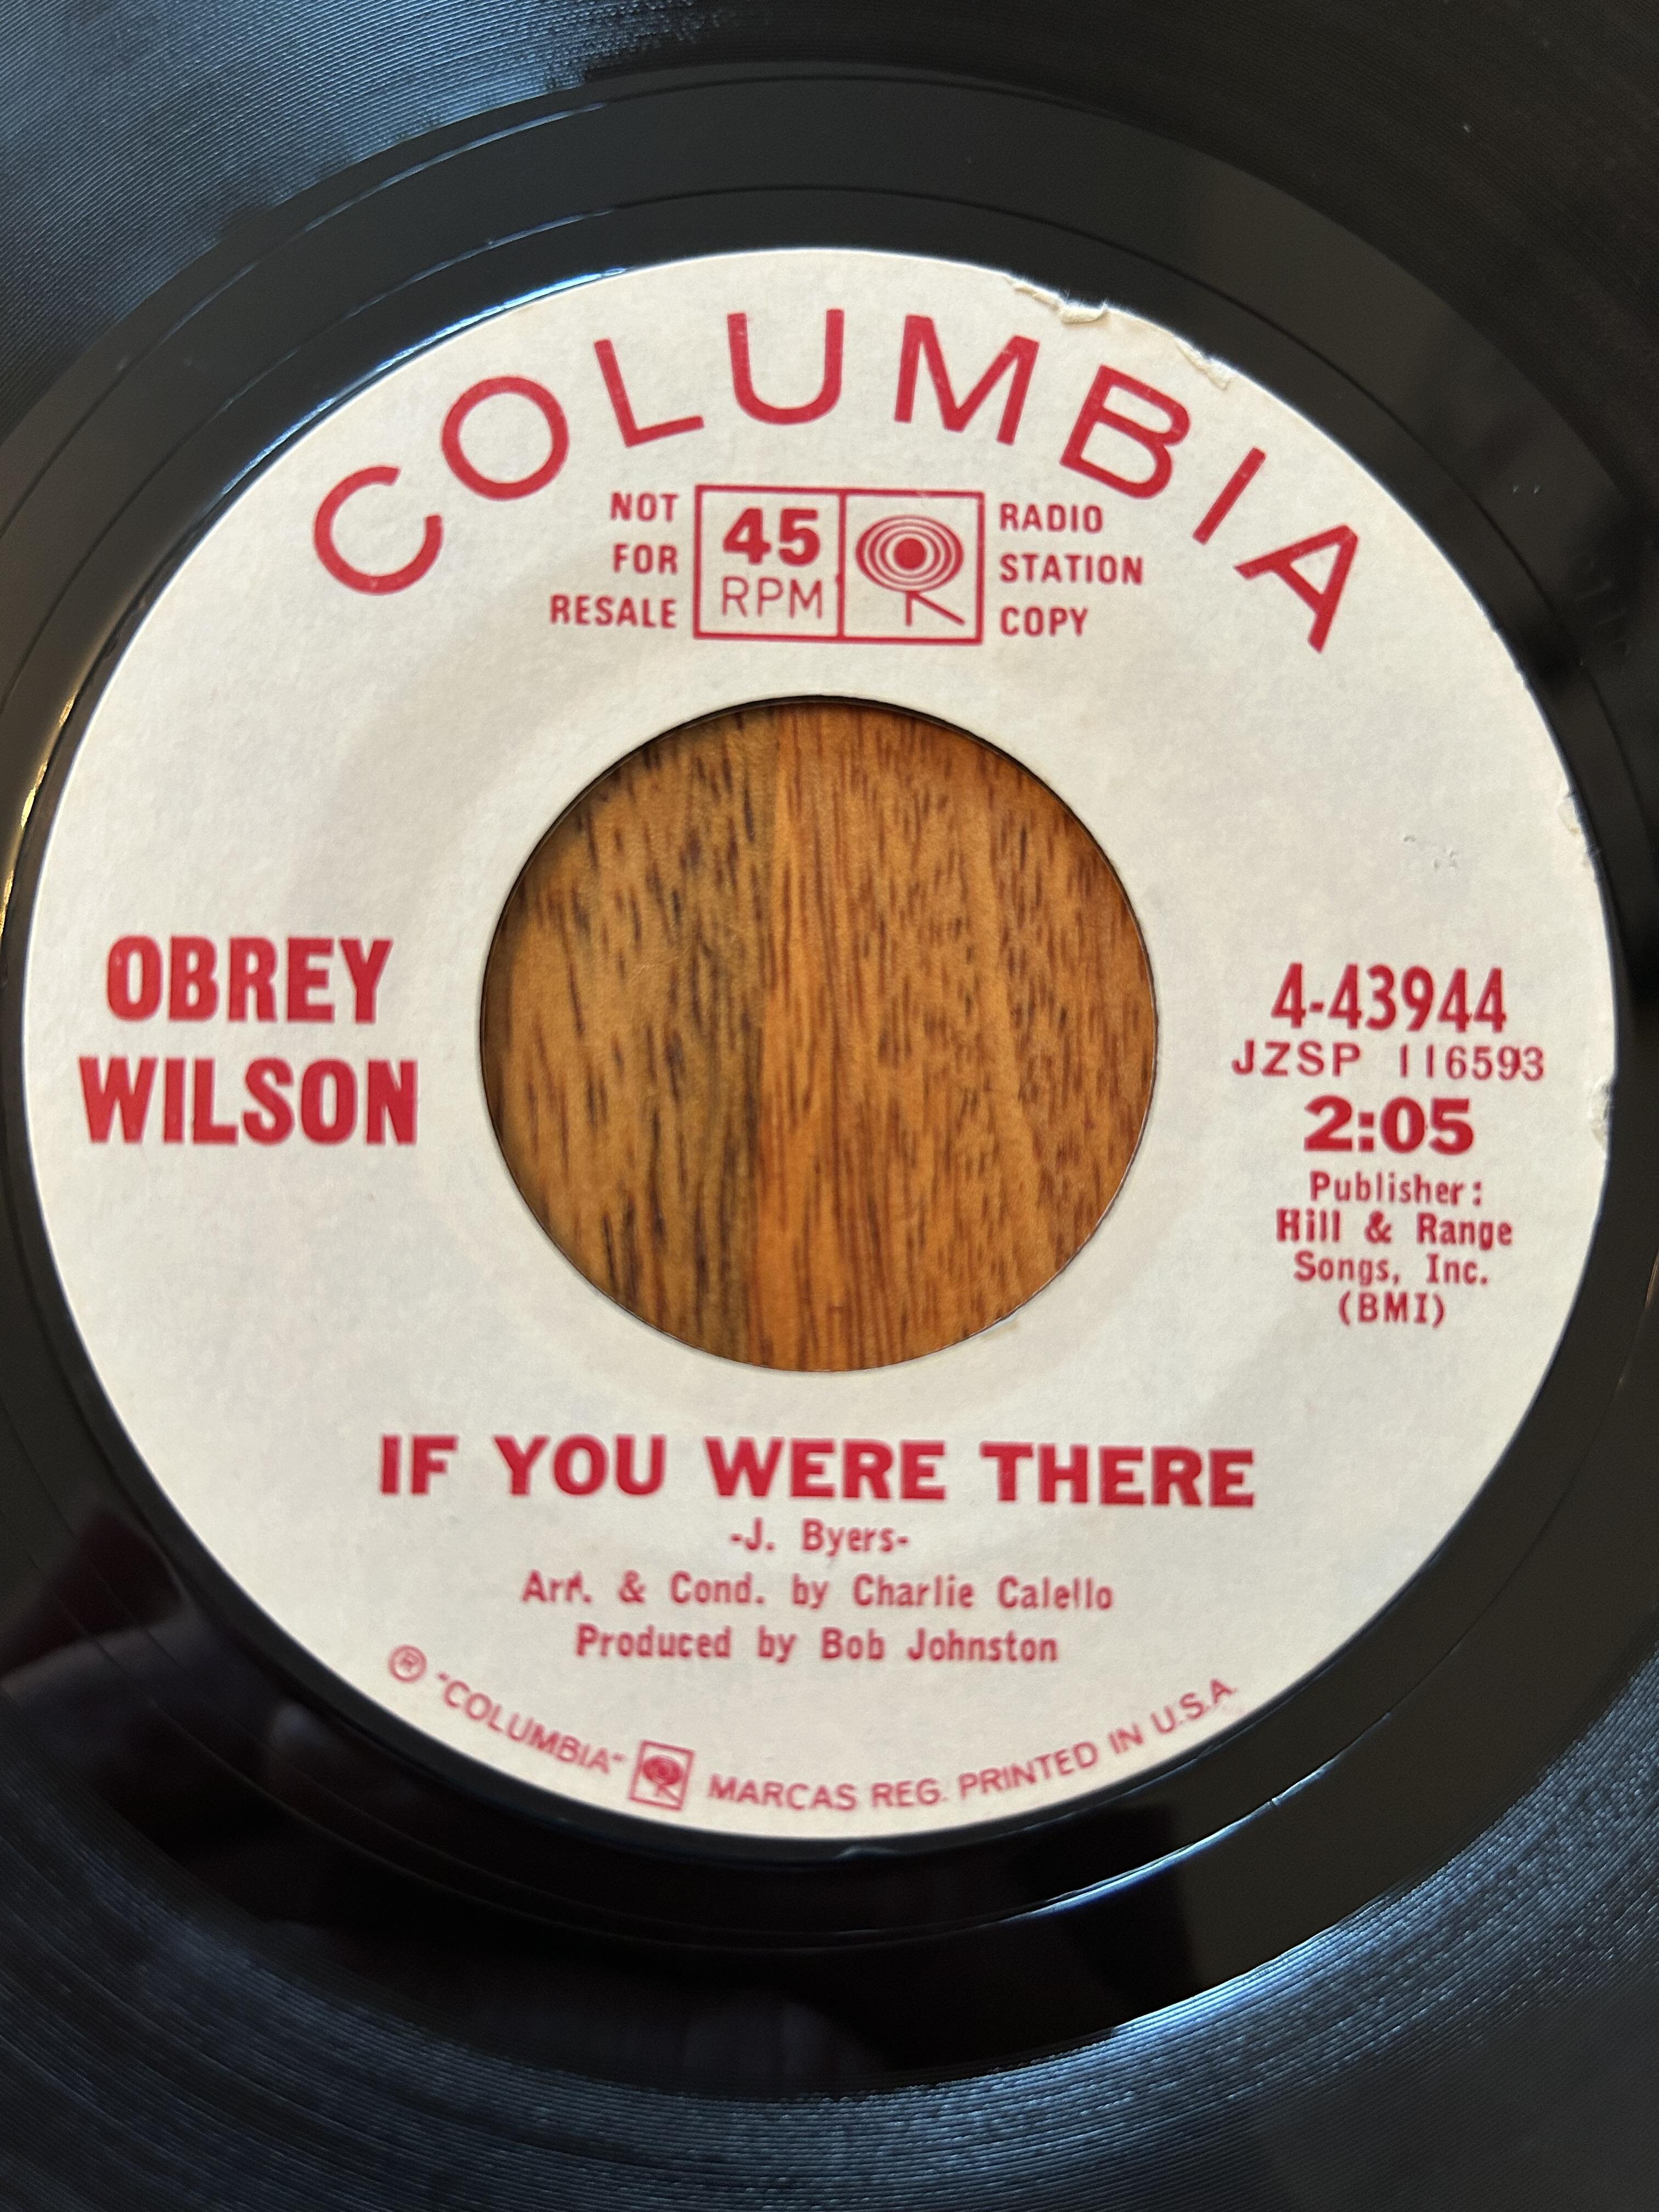 COLUMBIA
NOT
FOR
RESALE
45
RPM
RADIO
STATION
COPY
OBREY
WILSON
4-43944
JZSP 116593
2:05
Publisher:
Hill & Range
Songs, Inc.
(BMI)
IF YOU WERE THERE
-J. Byers-
Arr. & Cond. by Charlie Calello
Produced by Bob Johnston
® "COLUMBIA" MARCAS REG. PRINTED IN U.S.A.